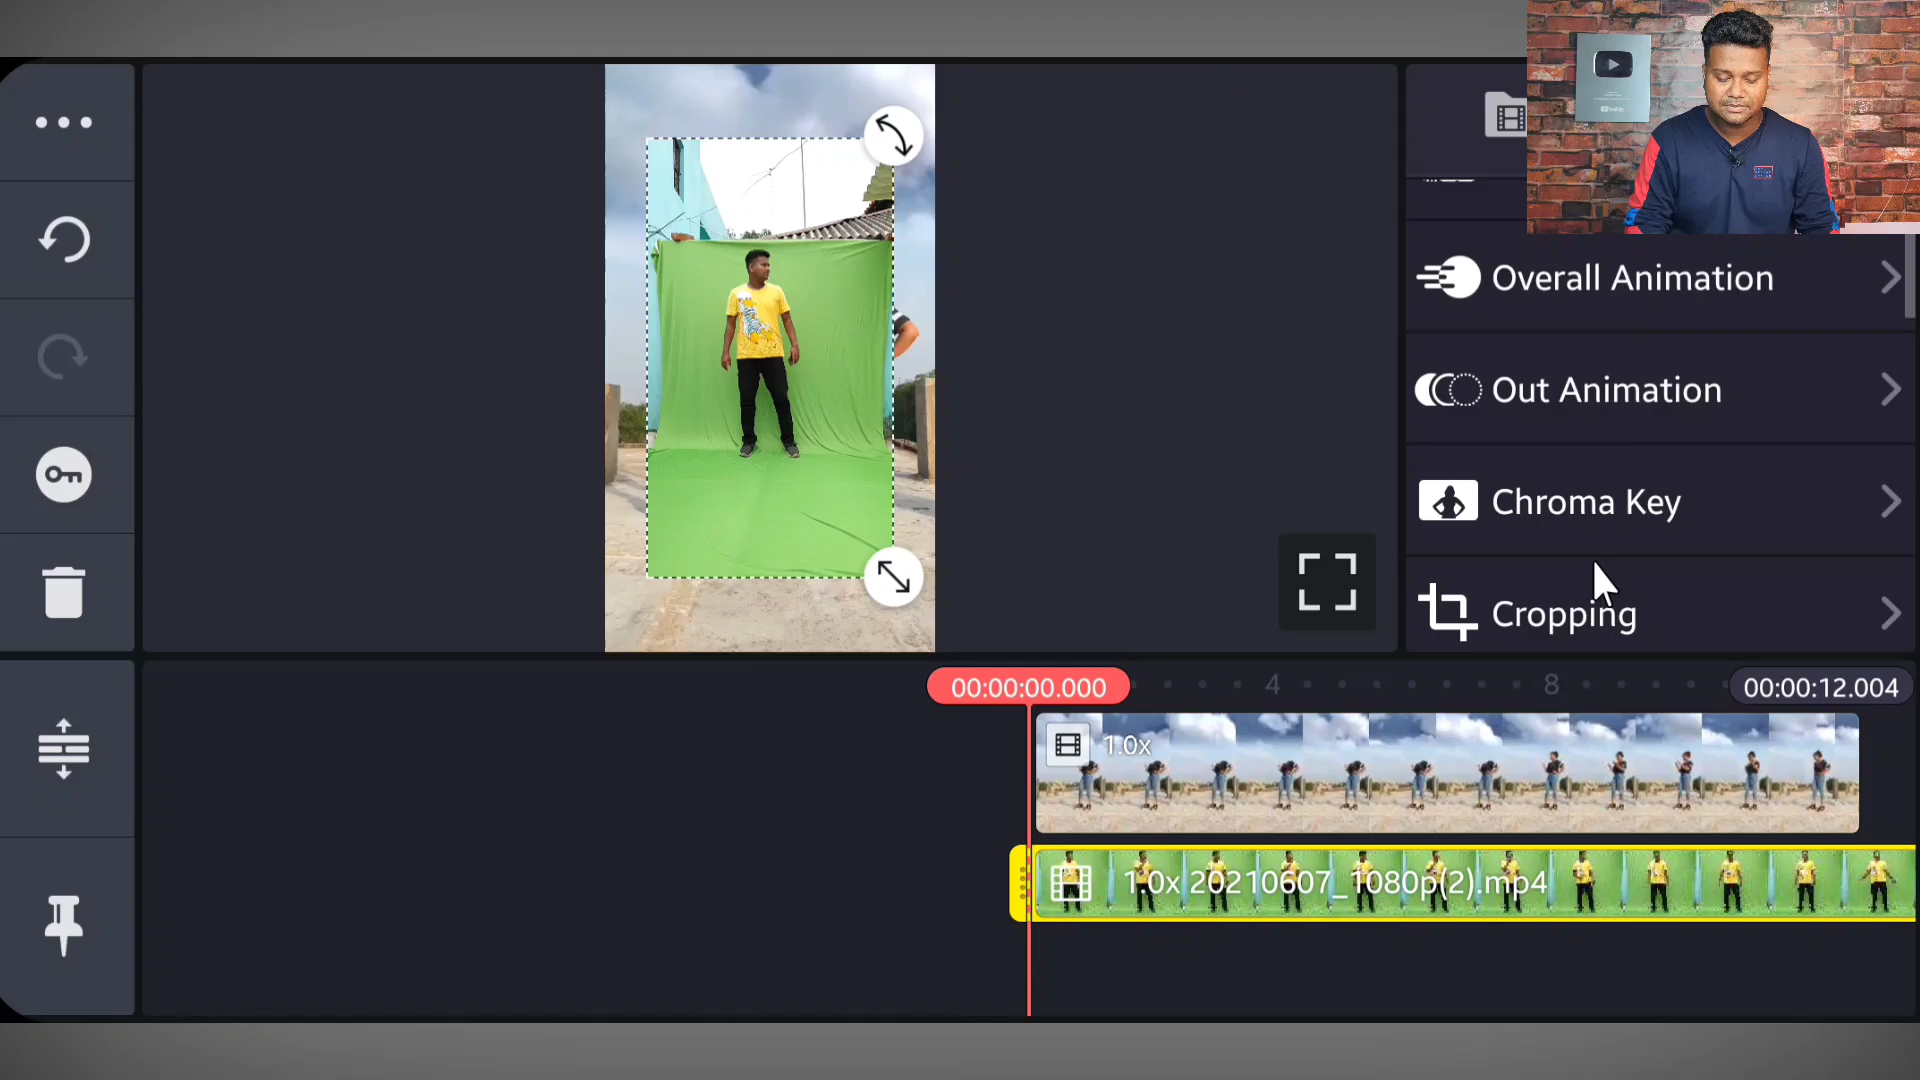 Overall Animation
Out Animation
Chroma Key
Cropping
00:00:00.000
4
8
00:00:12.004
1.0x
1.0x 20210607_1080p(2).mp4